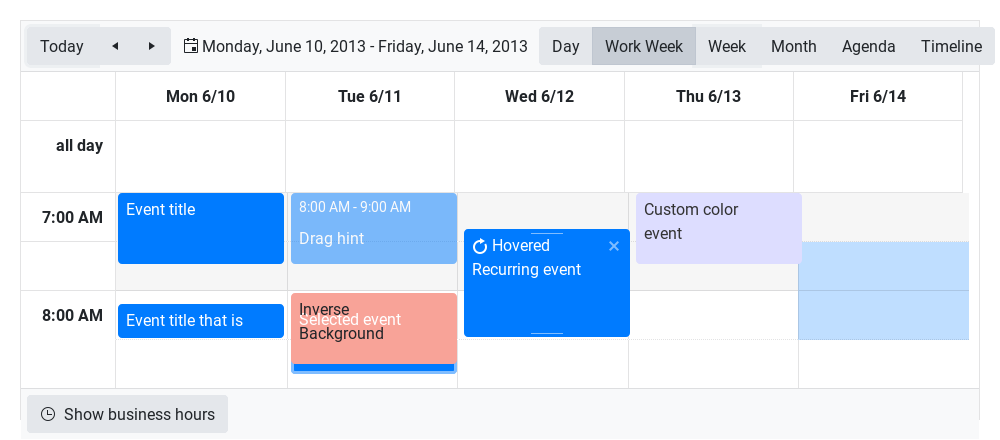 Today
Monday, June 10, 2013 - Friday, June 14, 2013
Day
Work Week
Week
Month
Agenda
Timeline
Mon 6/10
Tue 6/11
Wed 6/12
Thu 6/13
Fri 6/14
all day
7:00 AM
Event title
8:00 AM - 9:00 AM
Drag hint
Hovered
Recurring event
Custom color
event
8:00 AM
Event title that is
Inverse
Selected event
Background
Show business hours